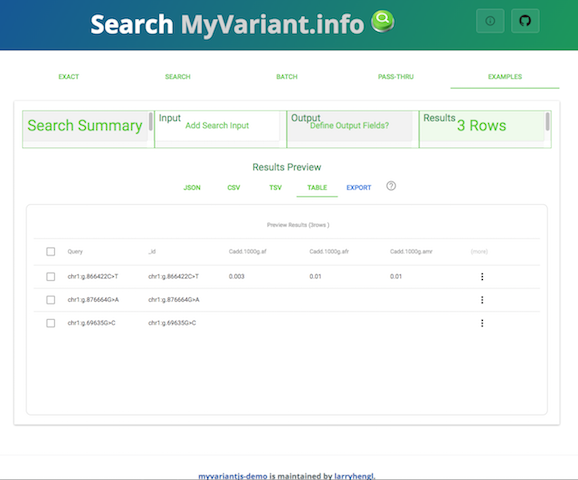 Search MyVariant.info
EXACT SEARCH BATCH PASS-THRU EXAMPLES
Search Summary Input Add Search Input Output Define Output Fields? Results 3 Rows
Results Preview
JSON CSV TSV TABLE EXPORT
Preview Results (3rows )
Query _id Cadd.1000g.af Cadd.1000g.afr Cadd.1000g.amr (more)
chr1:g.866422C>T chr1:g.866422C>T 0.003 0.01 0.01
chr1:g.876664G>A chr1:g.876664G>A
chr1:g.69635G>C chr1:g.69635G>C
myvariantjs-demo is maintained by larryhengl.